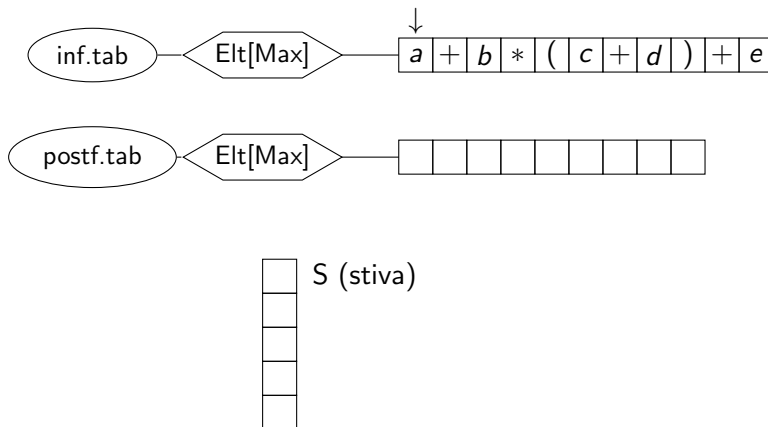 ↓
inf.tab Elt[Max] a + b * ( c + d ) + e
postf.tab Elt[Max]
S (stiva)